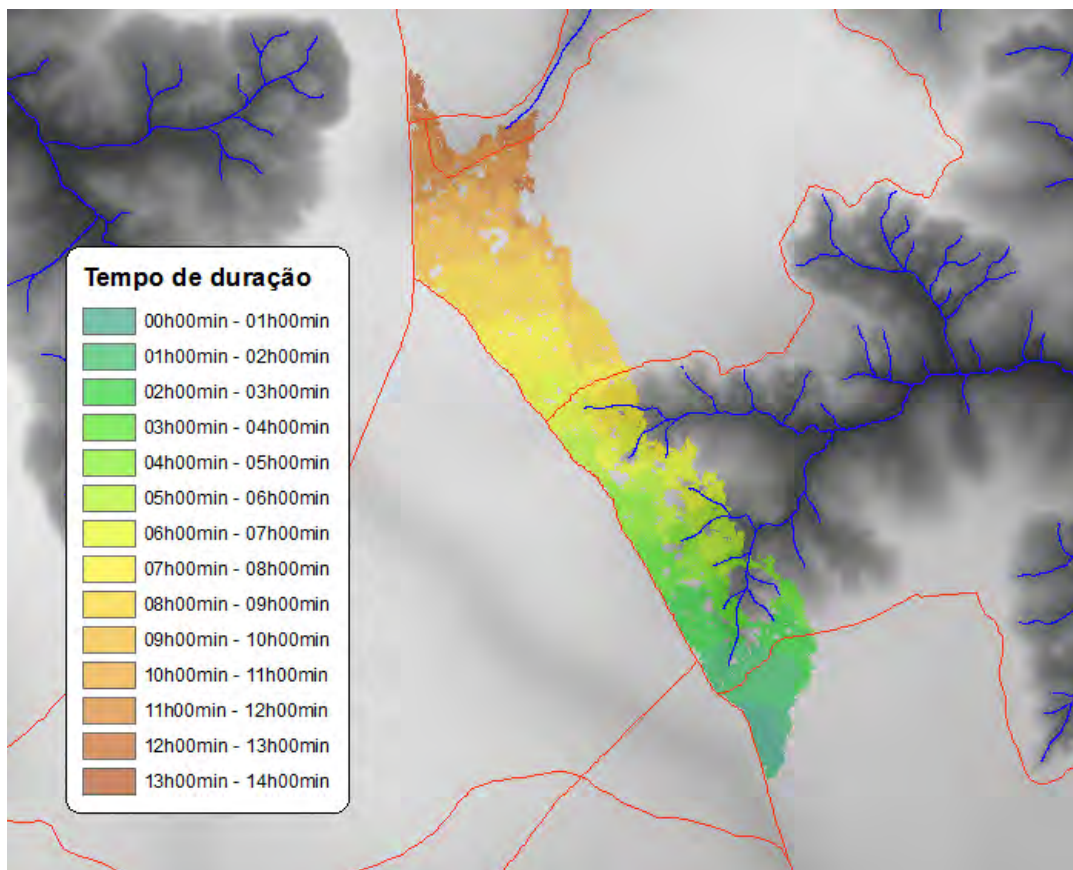 Tempo de duração
00h00min - 01h00min
01h00min - 02h00min
02h00min - 03h00min
03h00min - 04h00min
04h00min - 05h00min
05h00min - 06h00min
06h00min - 07h00min
07h00min - 08h00min
08h00min - 09h00min
09h00min - 10h00min
10h00min - 11h00min
11h00min - 12h00min
12h00min - 13h00min
13h00min - 14h00min